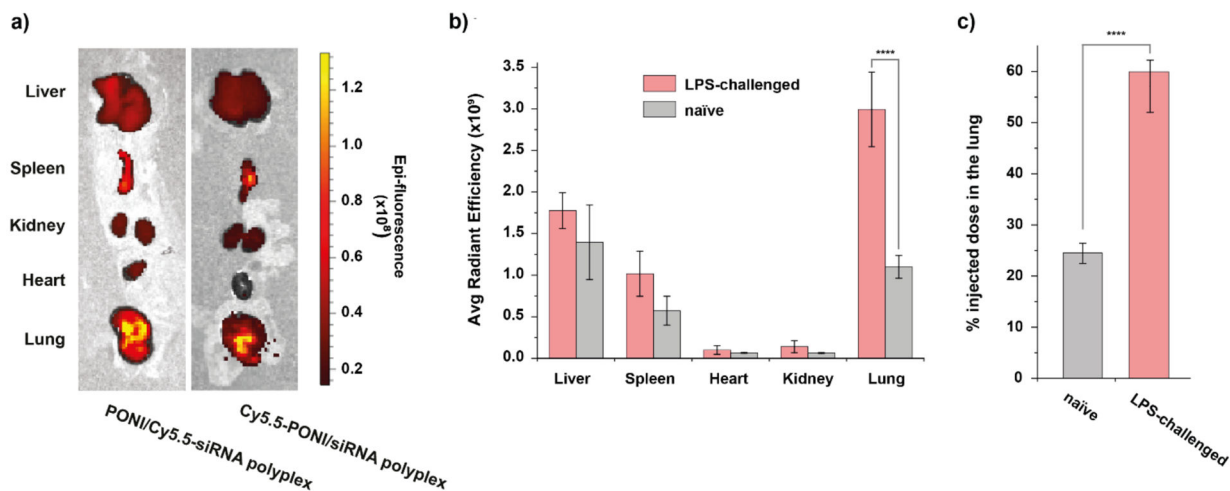 a)
Liver
Spleen
Kidney
Heart
Lung
1.2
1.0
0.8
0.6
0.4
0.2
Epi-fluorescence
(x10⁸)
PONI/Cy5.5-siRNA polyplex
Cy5.5-PONI/siRNA polyplex
b)
Avg Radiant Efficiency (x10⁹)
3.5
3.0
2.5
2.0
1.5
1.0
0.5
0.0
LPS-challenged
naïve
****
Liver
Spleen
Heart
Kidney
Lung
c)
% injected dose in the lung
60
50
40
30
20
10
0
****
naïve
LPS-challenged